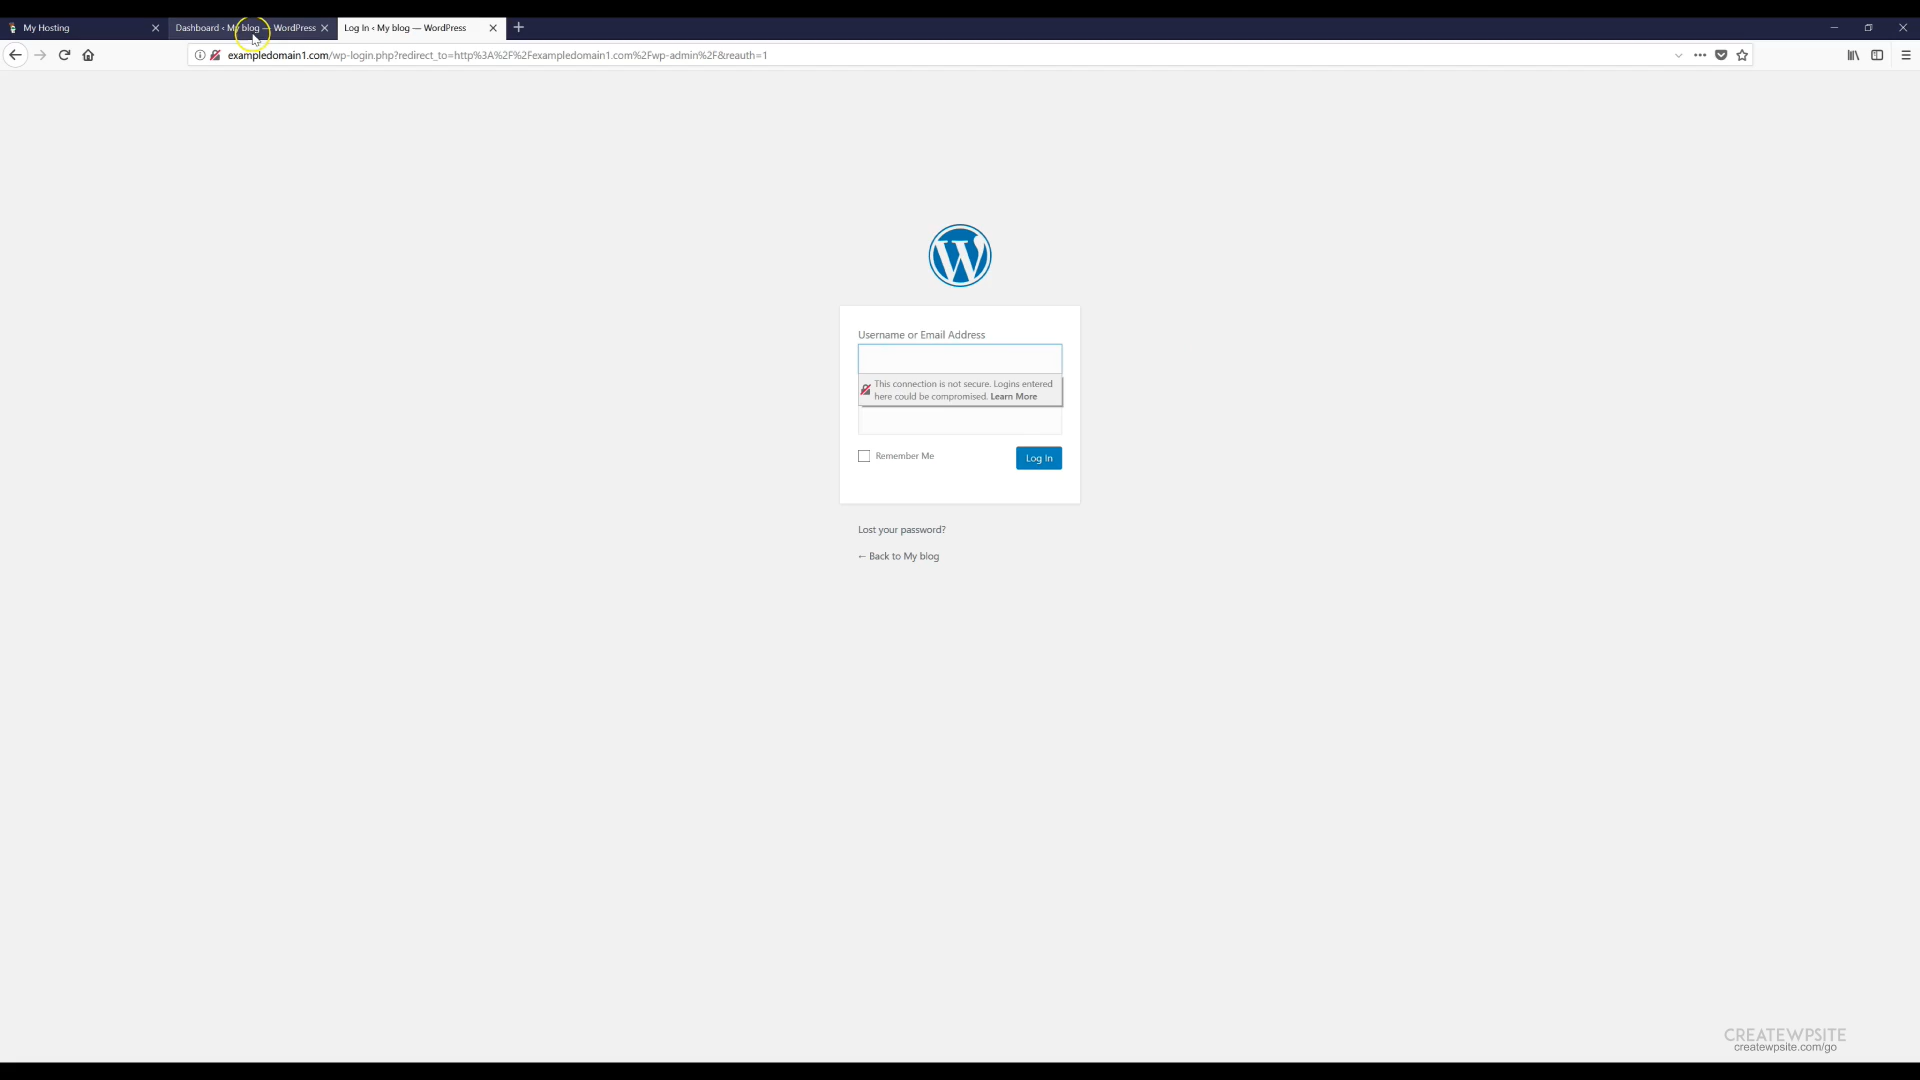 My Hosting
Dashboard ‹ My blog — WordPress
Log In ‹ My blog — WordPress
exampledomain1.com/wp-login.php?redirect_to=http%3A%2F%2Fexampledomain1.com%2Fwp-admin%2F&reauth=1
Username or Email Address
This connection is not secure. Logins entered
here could be compromised. Learn More
Remember Me
Log In
Lost your password?
← Back to My blog
CREATEWPSITE
createwpsite.com/go